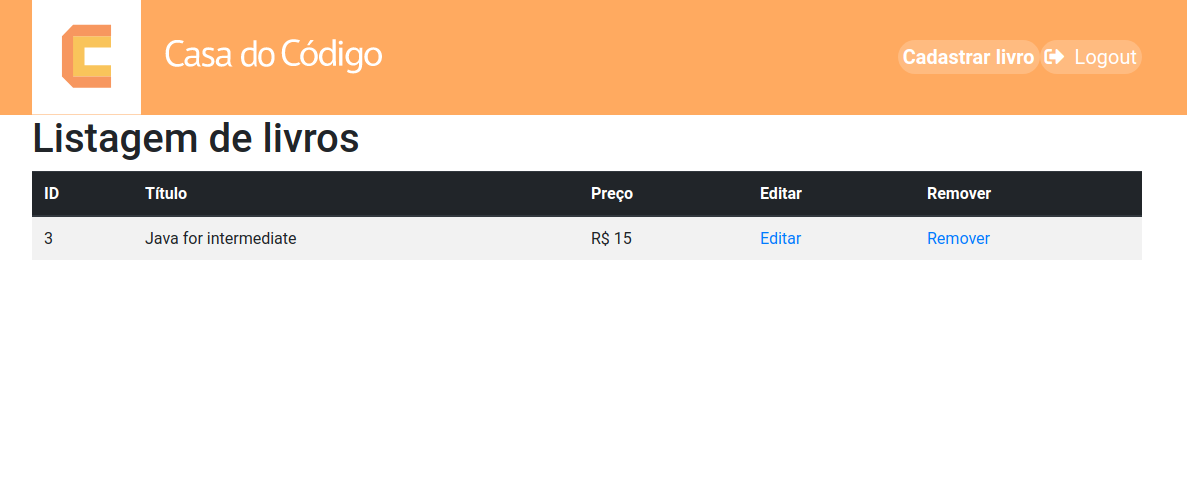 Casa do Código
Cadastrar livro Logout
Listagem de livros
ID Título Preço Editar Remover
3 Java for intermediate R$ 15 Editar Remover